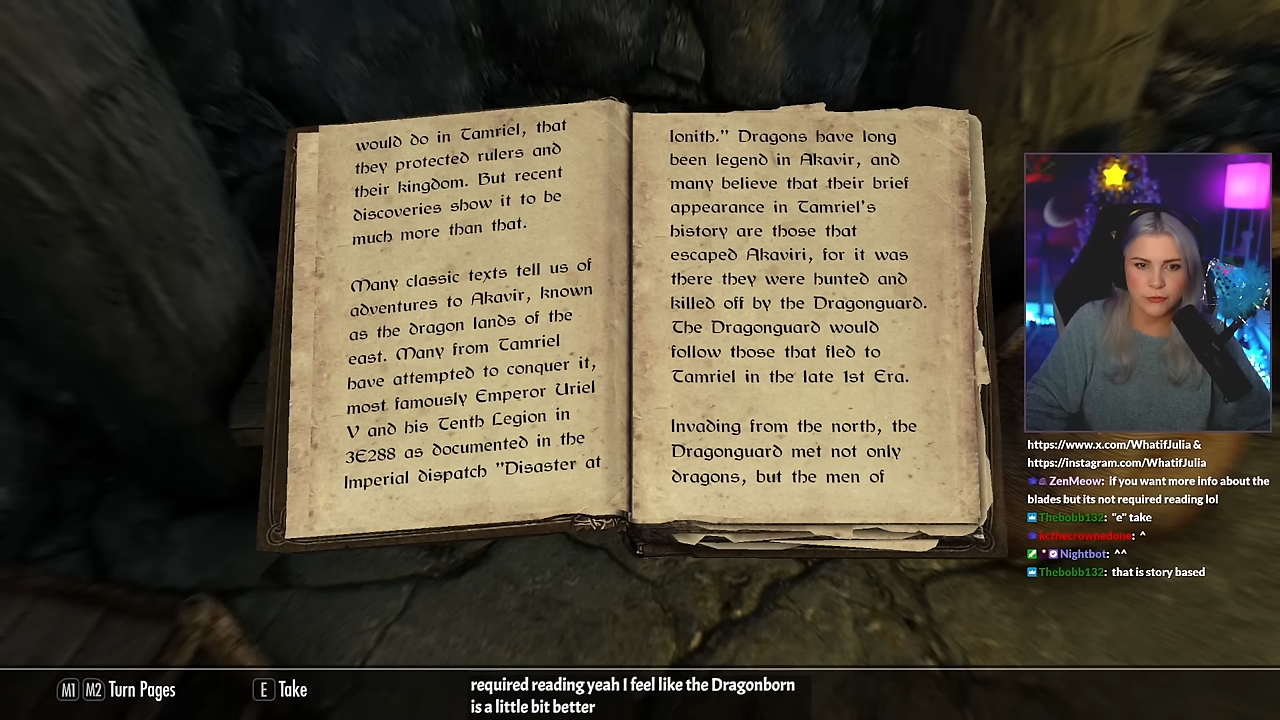 would do in Tamriel, that
they protected rulers and
their kingdom. But recent
discoveries show it to be
much more than that.
Many classic texts tell us of
adventures to Akavir, known
as the dragon lands of the
east. Many from Tamriel
have attempted to conquer it,
most famously Emperor Uriel
V and his Tenth Legion in
3E288 as documented in the
Imperial dispatch "Disaster at
Ionith." Dragons have long
been legend in Akavir, and
many believe that their brief
appearance in Tamriel's
history are those that
escaped Akaviri, for it was
there they were hunted and
killed off by the Dragonguard.
The Dragonguard would
follow those that fled to
Tamriel in the late 1st Era.
Invading from the north, the
Dragonguard met not only
dragons, but the men of
https://www.x.com/WhatifJulia &
https://instagram.com/WhatifJulia
ZenMeow: if you want more info about the
blades but its not required reading lol
Thebobb132: "e" take
kcthecrownedone: ^
Nightbot: ^^
Thebobb132: that is story based
M1 M2 Turn Pages
E Take
required reading yeah I feel like the Dragonborn
is a little bit better